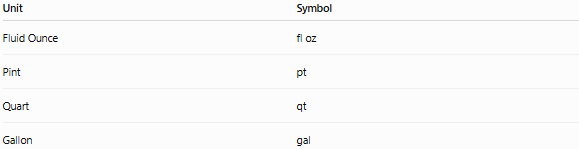 Unit Symbol
Fluid Ounce fl oz
Pint pt
Quart qt
Gallon gal